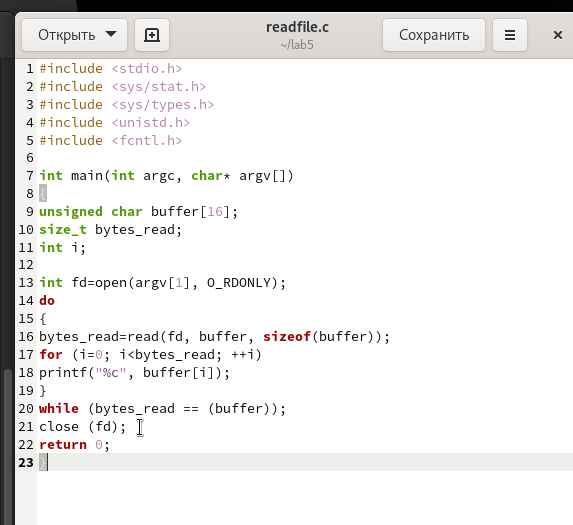 Открыть
readfile.c
~/lab5
Сохранить
1 #include <stdio.h>
2 #include <sys/stat.h>
3 #include <sys/types.h>
4 #include <unistd.h>
5 #include <fcntl.h>
6
7 int main(int argc, char* argv[])
8 {
9 unsigned char buffer[16];
10 size_t bytes_read;
11 int i;
12
13 int fd=open(argv[1], O_RDONLY);
14 do
15 {
16 bytes_read=read(fd, buffer, sizeof(buffer));
17 for (i=0; i<bytes_read; ++i)
18 printf("%c", buffer[i]);
19 }
20 while (bytes_read == (buffer));
21 close (fd);
22 return 0;
23 }